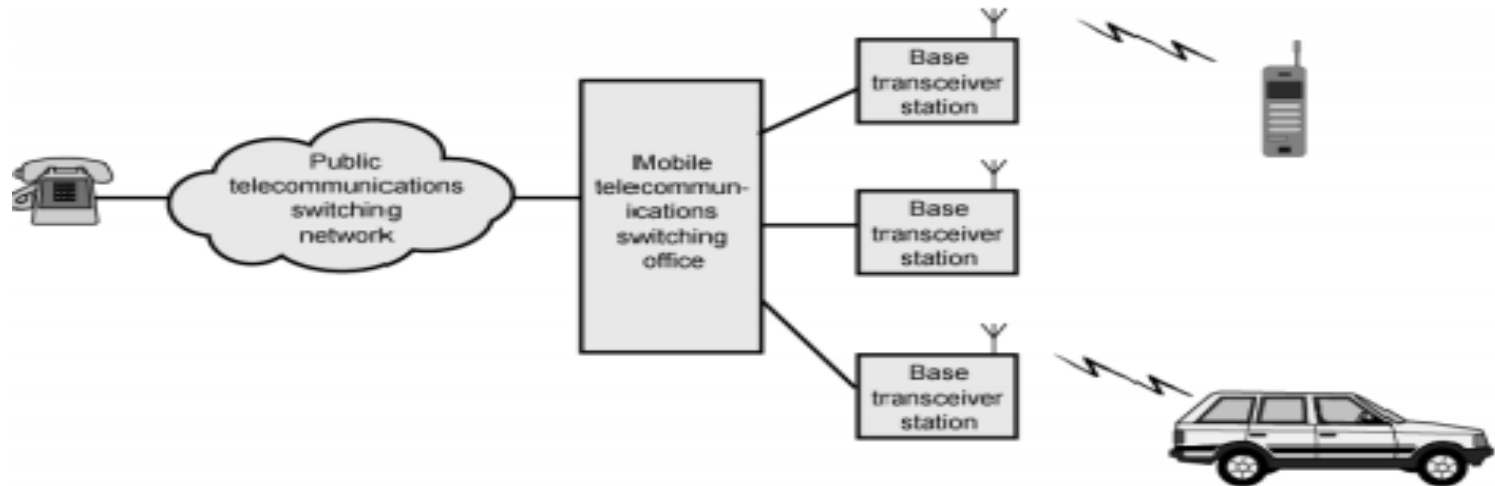 Public
telecommunications
switching
network
Mobile
telecommun-
ications
switching
office
Base
transceiver
station
Base
transceiver
station
Base
transceiver
station